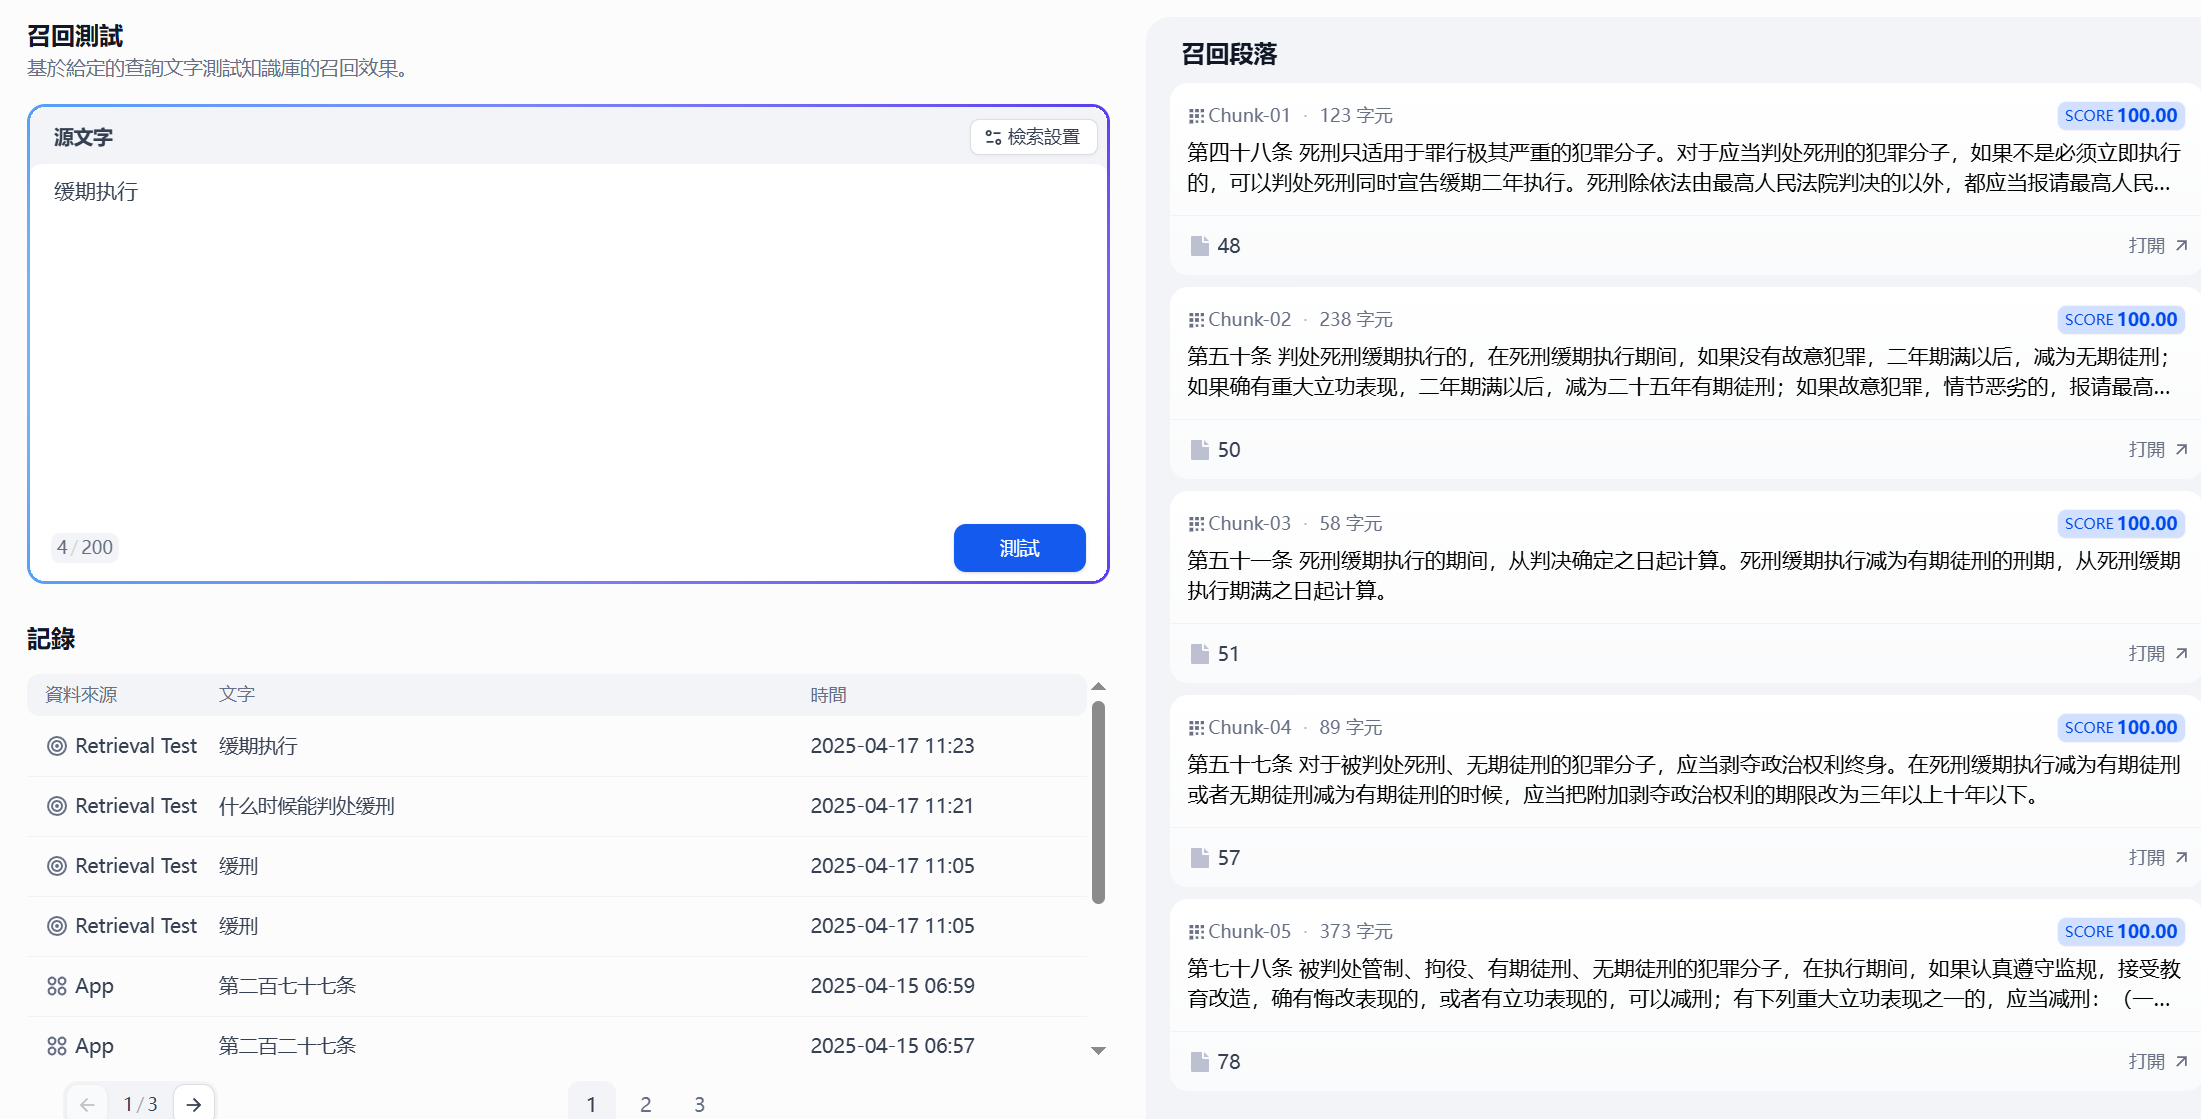 召回測試
基於給定的查詢文字測試知識庫的召回效果。
源文字
檢索設置
缓期执行
4 / 200
測試
記錄
資料來源 文字 時間
Retrieval Test 缓期执行 2025-04-17 11:23
Retrieval Test 什么时候能判处缓刑 2025-04-17 11:21
Retrieval Test 缓刑 2025-04-17 11:05
Retrieval Test 缓刑 2025-04-17 11:05
App 第二百七十七条 2025-04-15 06:59
App 第二百二十七条 2025-04-15 06:57
1 / 3
1 2 3
召回段落
Chunk-01 · 123 字元 SCORE 100.00
第四十八条 死刑只适用于罪行极其严重的犯罪分子。对于应当判处死刑的犯罪分子，如果不是必须立即执行
的，可以判处死刑同时宣告缓期二年执行。死刑除依法由最高人民法院判决的以外，都应当报请最高人民...
48 打開
Chunk-02 · 238 字元 SCORE 100.00
第五十条 判处死刑缓期执行的，在死刑缓期执行期间，如果没有故意犯罪，二年期满以后，减为无期徒刑；
如果确有重大立功表现，二年期满以后，减为二十五年有期徒刑；如果故意犯罪，情节恶劣的，报请最高...
50 打開
Chunk-03 · 58 字元 SCORE 100.00
第五十一条 死刑缓期执行的期间，从判决确定之日起计算。死刑缓期执行减为有期徒刑的刑期，从死刑缓期
执行期满之日起计算。
51 打開
Chunk-04 · 89 字元 SCORE 100.00
第五十七条 对于被判处死刑、无期徒刑的犯罪分子，应当剥夺政治权利终身。在死刑缓期执行减为有期徒刑
或者无期徒刑减为有期徒刑的时候，应当把附加剥夺政治权利的期限改为三年以上十年以下。
57 打開
Chunk-05 · 373 字元 SCORE 100.00
第七十八条 被判处管制、拘役、有期徒刑、无期徒刑的犯罪分子，在执行期间，如果认真遵守监规，接受教
育改造，确有悔改表现的，或者有立功表现的，可以减刑；有下列重大立功表现之一的，应当减刑：（一...
78 打開